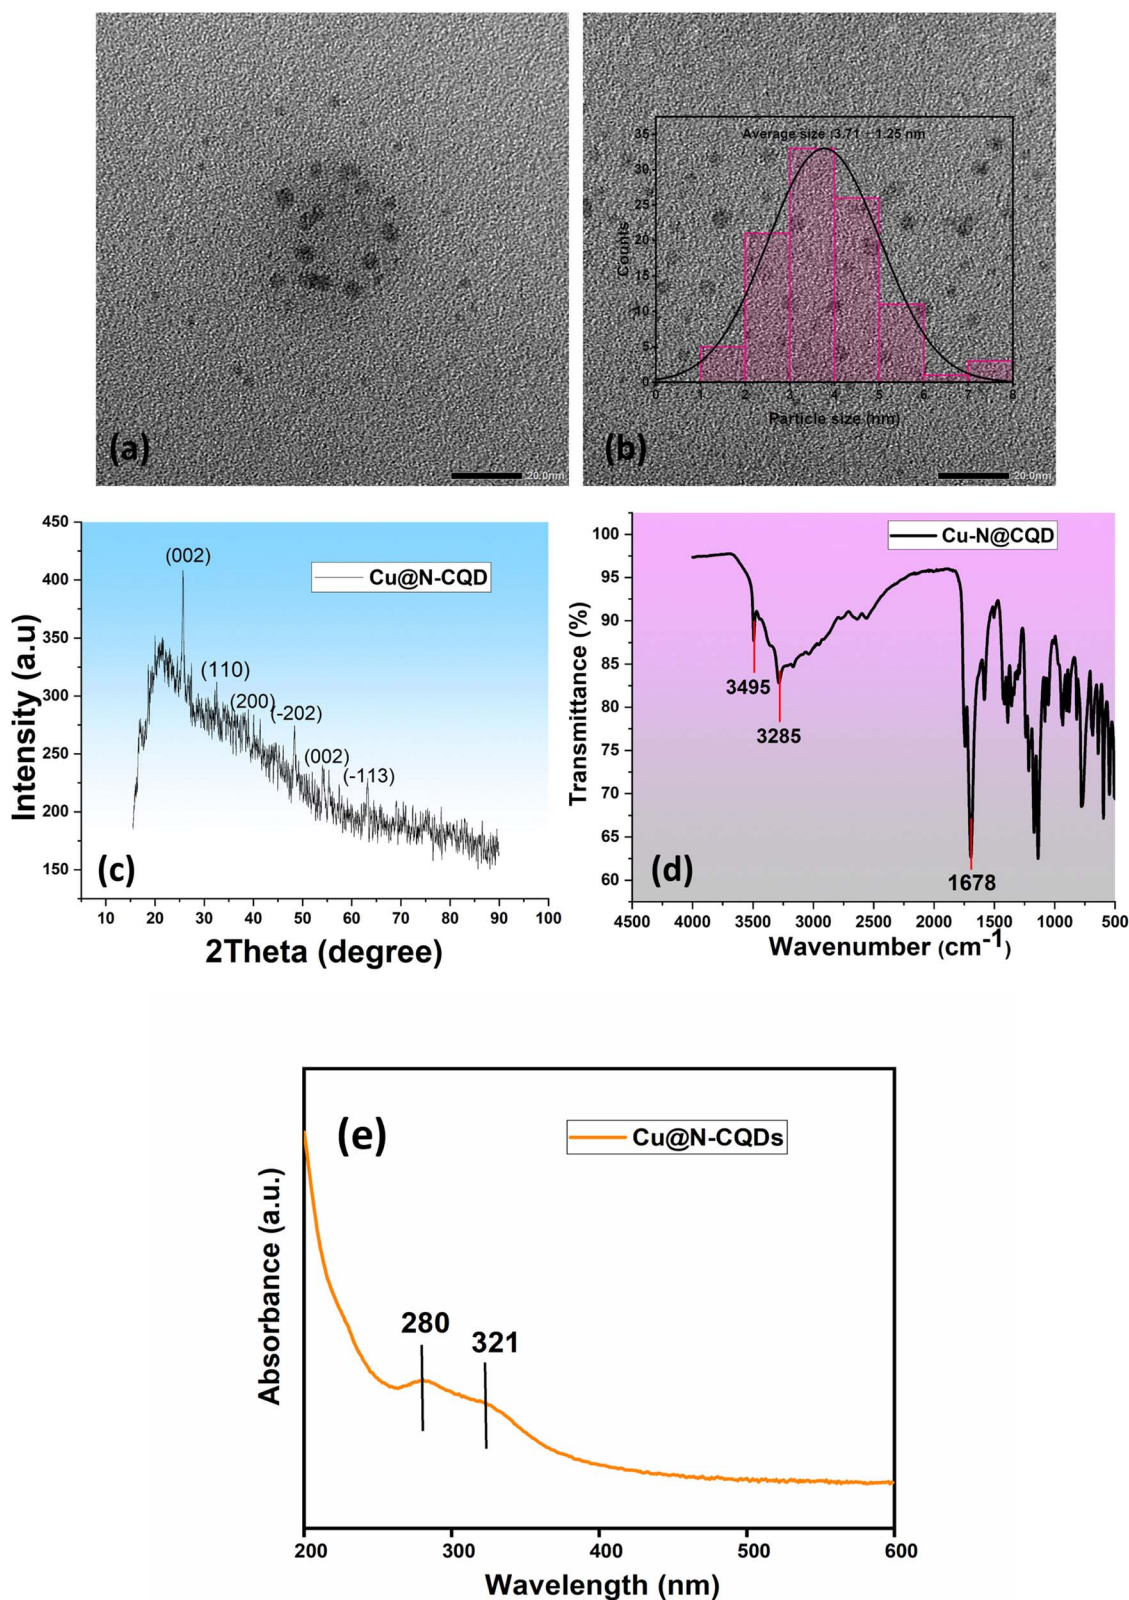 (a)
20.0nm
Average size :3.71 ± 1.25 nm
Counts
35
30
25
20
15
10
5
0
0 1 2 3 4 5 6 7 8
Particle size (nm)
(b)
20.0nm
Intensity (a.u)
450
400
350
300
250
200
150
(002)
Cu@N-CQD
(110)
(200)
(-202)
(002)
(-113)
(c)
10 20 30 40 50 60 70 80 90 100
2Theta (degree)
Transmittance (%)
100
95
90
85
80
75
70
65
60
Cu-N@CQD
3495
3285
1678
(d)
4500 4000 3500 3000 2500 2000 1500 1000 500
Wavenumber (cm-1)
(e)
Cu@N-CQDs
Absorbance (a.u.)
280
321
200 300 400 500 600
Wavelength (nm)